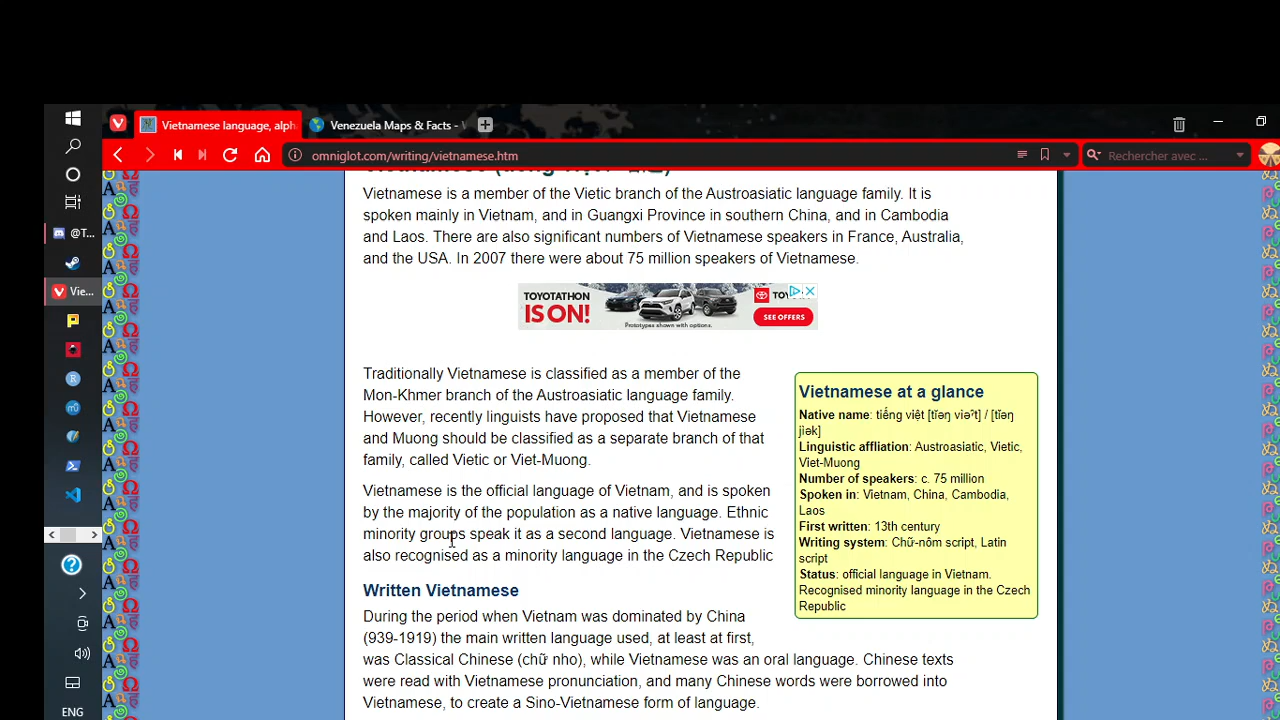 Vietnamese language, alph
Venezuela Maps & Facts -
omniglot.com/writing/vietnamese.htm
Rechercher avec ...
@T...
Vie...
ENG
Vietnamese is a member of the Vietic branch of the Austroasiatic language family. It is
spoken mainly in Vietnam, and in Guangxi Province in southern China, and in Cambodia
and Laos. There are also significant numbers of Vietnamese speakers in France, Australia,
and the USA. In 2007 there were about 75 million speakers of Vietnamese.
TOYOTATHON
IS ON!
Prototypes shown with options.
TOY
SEE OFFERS
Traditionally Vietnamese is classified as a member of the
Mon-Khmer branch of the Austroasiatic language family.
However, recently linguists have proposed that Vietnamese
and Muong should be classified as a separate branch of that
family, called Vietic or Viet-Muong.
Vietnamese is the official language of Vietnam, and is spoken
by the majority of the population as a native language. Ethnic
minority groups speak it as a second language. Vietnamese is
also recognised as a minority language in the Czech Republic
Vietnamese at a glance
Native name: tiếng việt [tĭəŋ vìəˀt] / [tĭəŋ
jìək]
Linguistic affliation: Austroasiatic, Vietic,
Viet-Muong
Number of speakers: c. 75 million
Spoken in: Vietnam, China, Cambodia,
Laos
First written: 13th century
Writing system: Chữ-nôm script, Latin
script
Status: official language in Vietnam.
Recognised minority language in the Czech
Republic
Written Vietnamese
During the period when Vietnam was dominated by China
(939-1919) the main written language used, at least at first,
was Classical Chinese (chữ nho), while Vietnamese was an oral language. Chinese texts
were read with Vietnamese pronunciation, and many Chinese words were borrowed into
Vietnamese, to create a Sino-Vietnamese form of language.